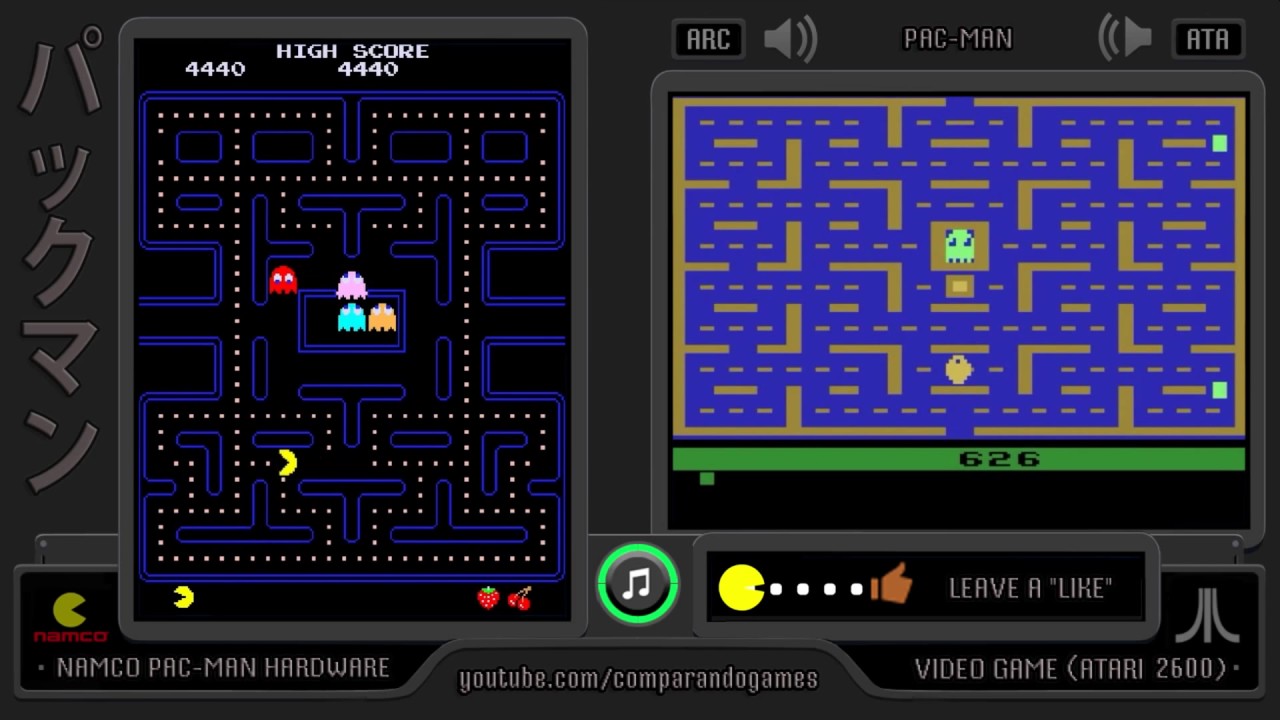 パックマン
HIGH SCORE
4440 4440
ARC PAC-MAN ATA
626
LEAVE A "LIKE"
namco
· NAMCO PAC-MAN HARDWARE
youtube.com/comparandogames
VIDEO GAME (ATARI 2600) ·